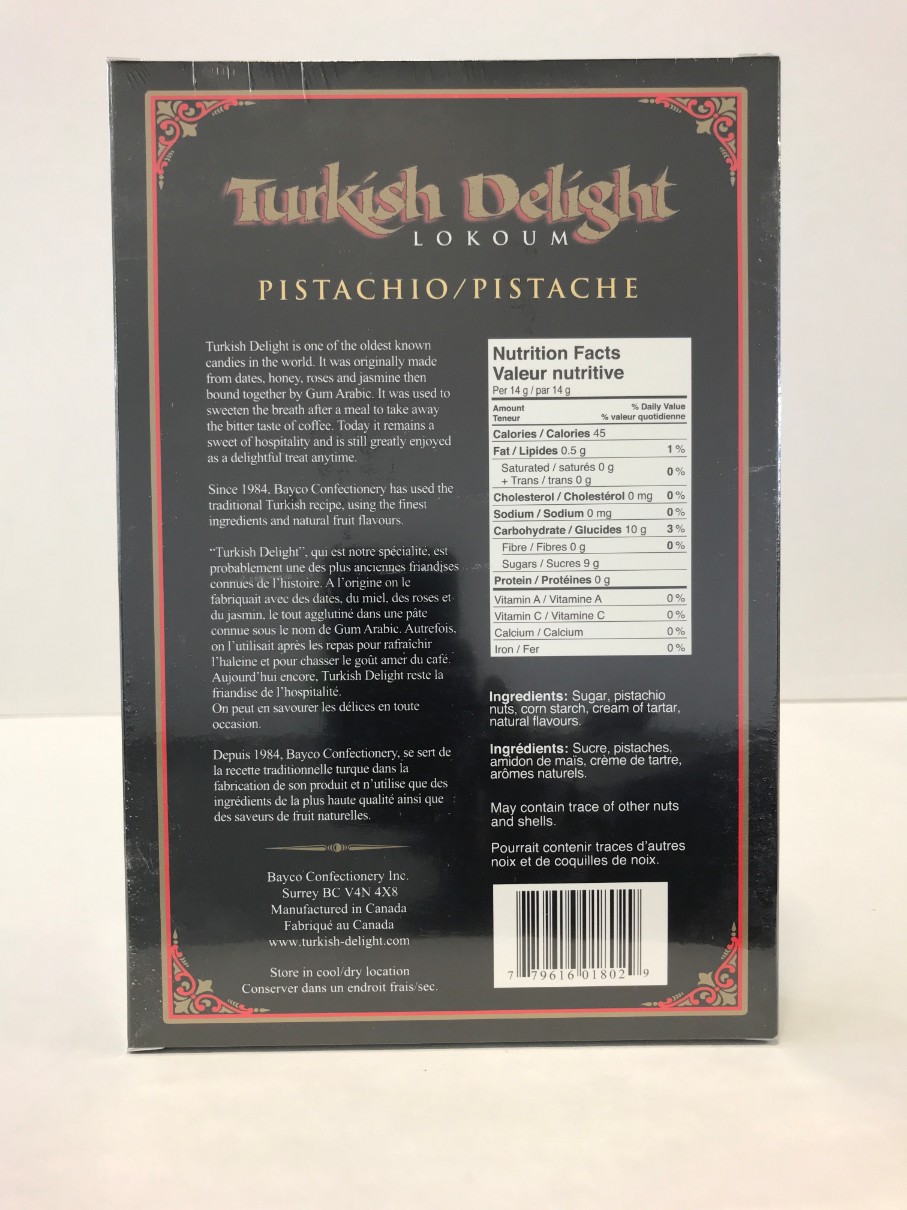 Turkish Delight
LOKOUM
PISTACHIO/PISTACHE
Turkish Delight is one of the oldest known
candies in the world. It was originally made
from dates, honey, roses and jasmine then
bound together by Gum Arabic. It was used to
sweeten the breath after a meal to take away
the bitter taste of coffee. Today it remains a
sweet of hospitality and is still greatly enjoyed
as a delightful treat anytime.
Since 1984, Bayco Confectionery has used the
traditional Turkish recipe, using the finest
ingredients and natural fruit flavours.
"Turkish Delight", qui est notre spécialité, est
probablement une des plus anciennes friandises
connues de l'histoire. A l'origine on le
fabriquait avec des dates, du miel, des roses et
du jasmin, le tout agglutiné dans une pâte
connue sous le nom de Gum Arabic. Autrefois,
on l'utilisait après les repas pour rafraîchir
l'haleine et pour chasser le goût amer du café.
Aujourd'hui encore, Turkish Delight reste la
friandise de l'hospitalité.
On peut en savourer les délices en toute
occasion.
Depuis 1984, Bayco Confectionery, se sert de
la recette traditionnelle turque dans la
fabrication de son produit et n'utilise que des
ingrédients de la plus haute qualité ainsi que
des saveurs de fruit naturelles.
Bayco Confectionery Inc.
Surrey BC V4N 4X8
Manufactured in Canada
Fabriqué au Canada
www.turkish-delight.com
Store in cool/dry location
Conserver dans un endroit frais/sec.
Nutrition Facts
Valeur nutritive
Per 14 g / par 14 g
Amount % Daily Value
Teneur % valeur quotidienne
Calories / Calories 45
Fat / Lipides 0.5 g 1 %
Saturated / saturés 0 g
+ Trans / trans 0 g 0 %
Cholesterol / Cholestérol 0 mg 0 %
Sodium / Sodium 0 mg 0 %
Carbohydrate / Glucides 10 g 3 %
Fibre / Fibres 0 g 0 %
Sugars / Sucres 9 g
Protein / Protéines 0 g
Vitamin A / Vitamine A 0 %
Vitamin C / Vitamine C 0 %
Calcium / Calcium 0 %
Iron / Fer 0 %
Ingredients: Sugar, pistachio
nuts, corn starch, cream of tartar,
natural flavours.
Ingrédients: Sucre, pistaches,
amidon de maïs, crème de tartre,
arômes naturels.
May contain trace of other nuts
and shells.
Pourrait contenir traces d'autres
noix et de coquilles de noix.
7 79616 01802 9